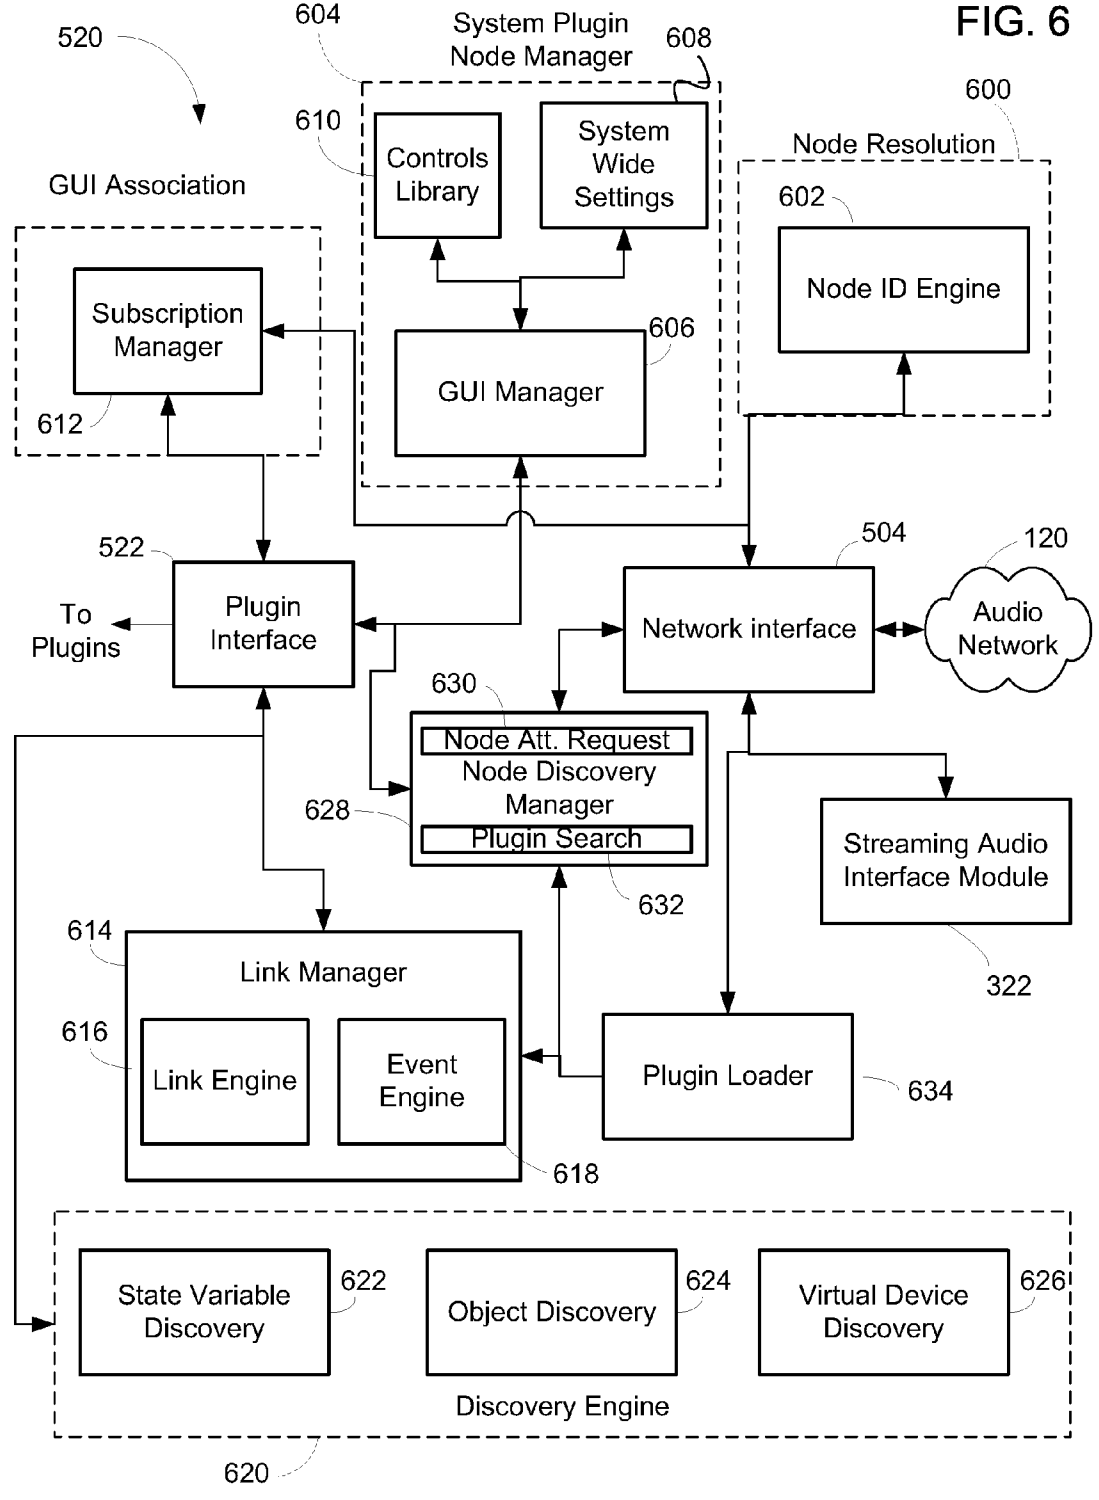 FIG. 6
604
System Plugin
Node Manager
608
520
610
600
Node Resolution
602
GUI Association
Controls
Library
System
Wide
Settings
Node ID Engine
Subscription
Manager
606
GUI Manager
612
522
504
120
To
Plugins
Plugin
Interface
Network interface
Audio
Network
630
Node Att. Request
Node Discovery
Manager
628
Plugin Search
632
Streaming Audio
Interface Module
322
614
Link Manager
616
Link Engine
Event
Engine
618
Plugin Loader
634
State Variable
Discovery
622
Object Discovery
624
Virtual Device
Discovery
626
Discovery Engine
620